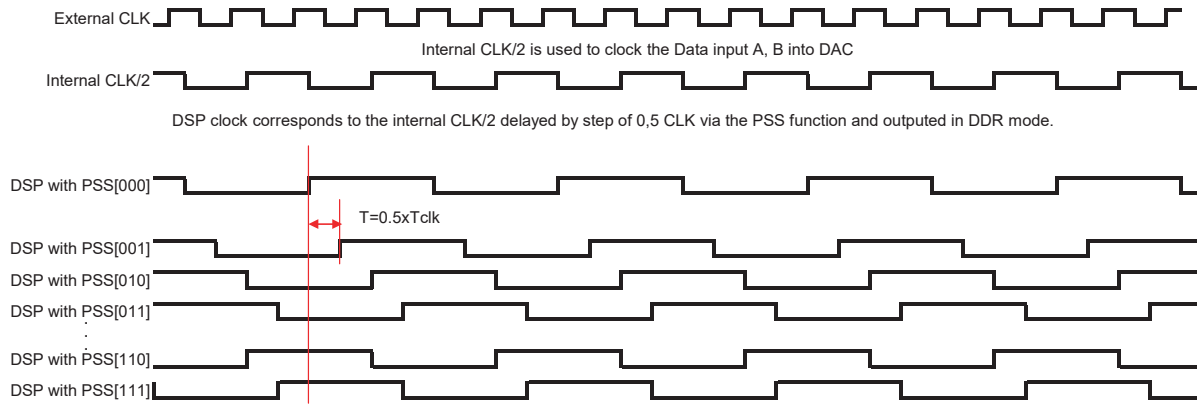 External CLK
Internal CLK/2 is used to clock the Data input A, B into DAC
Internal CLK/2
DSP clock corresponds to the internal CLK/2 delayed by step of 0,5 CLK via the PSS function and outputed in DDR mode.
DSP with PSS[000]
T=0.5xTclk
DSP with PSS[001]
DSP with PSS[010]
DSP with PSS[011]
DSP with PSS[110]
DSP with PSS[111]